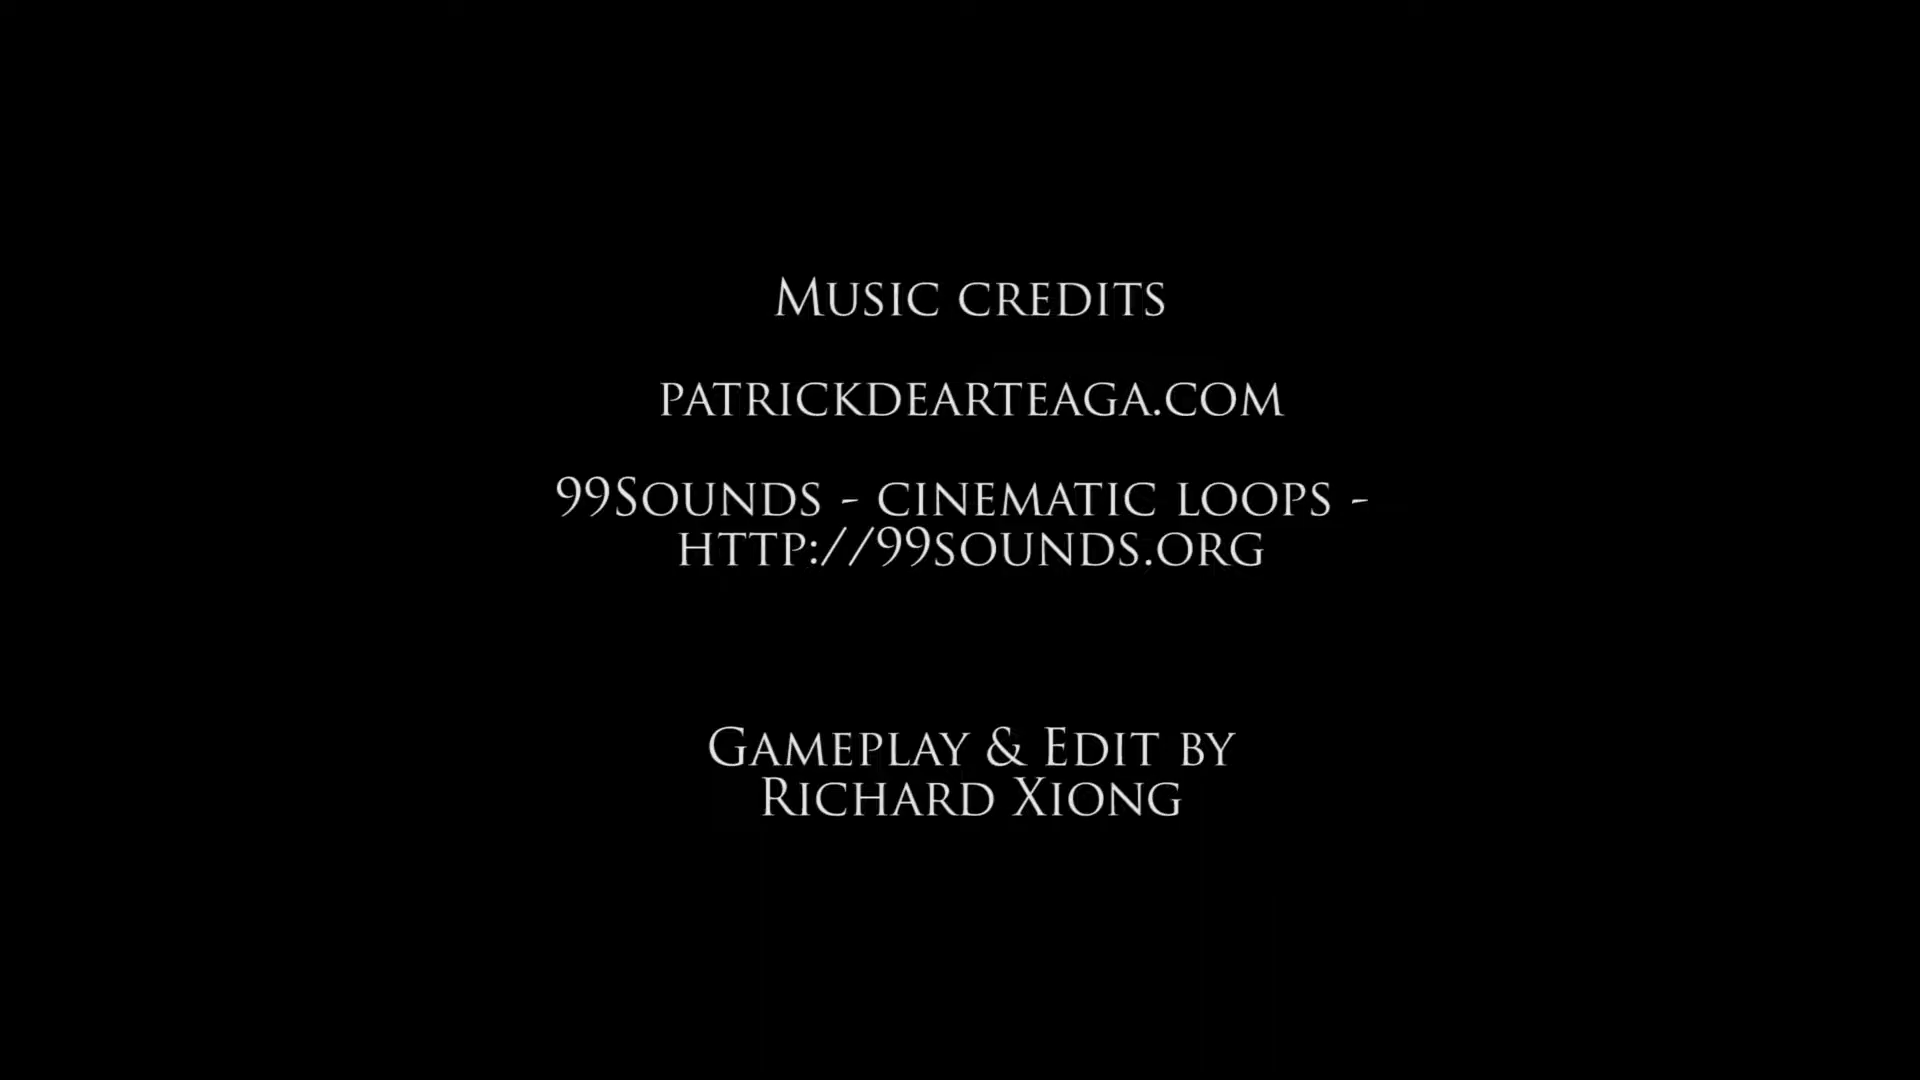 Music credits
patrickdearteaga.com
99Sounds - cinematic loops -
http://99sounds.org
Gameplay & Edit by
Richard Xiong